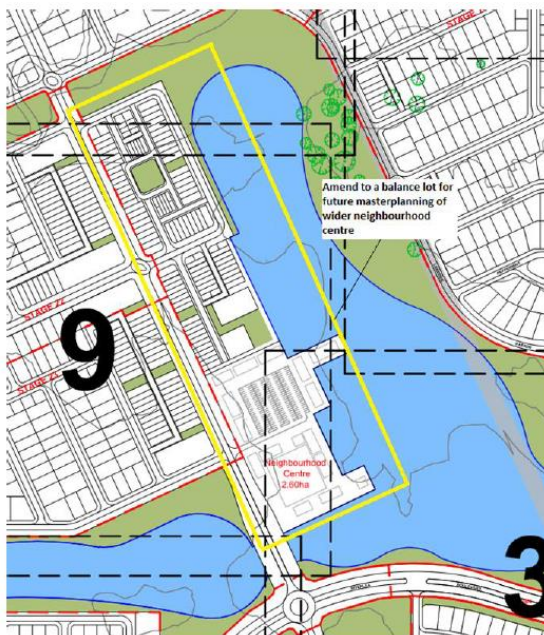 STAGE 22
Amend to a balance lot for
future masterplanning of
wider neighbourhood
centre
9
STAGE 21
Neighbourhood
Centre
2.60ha
3